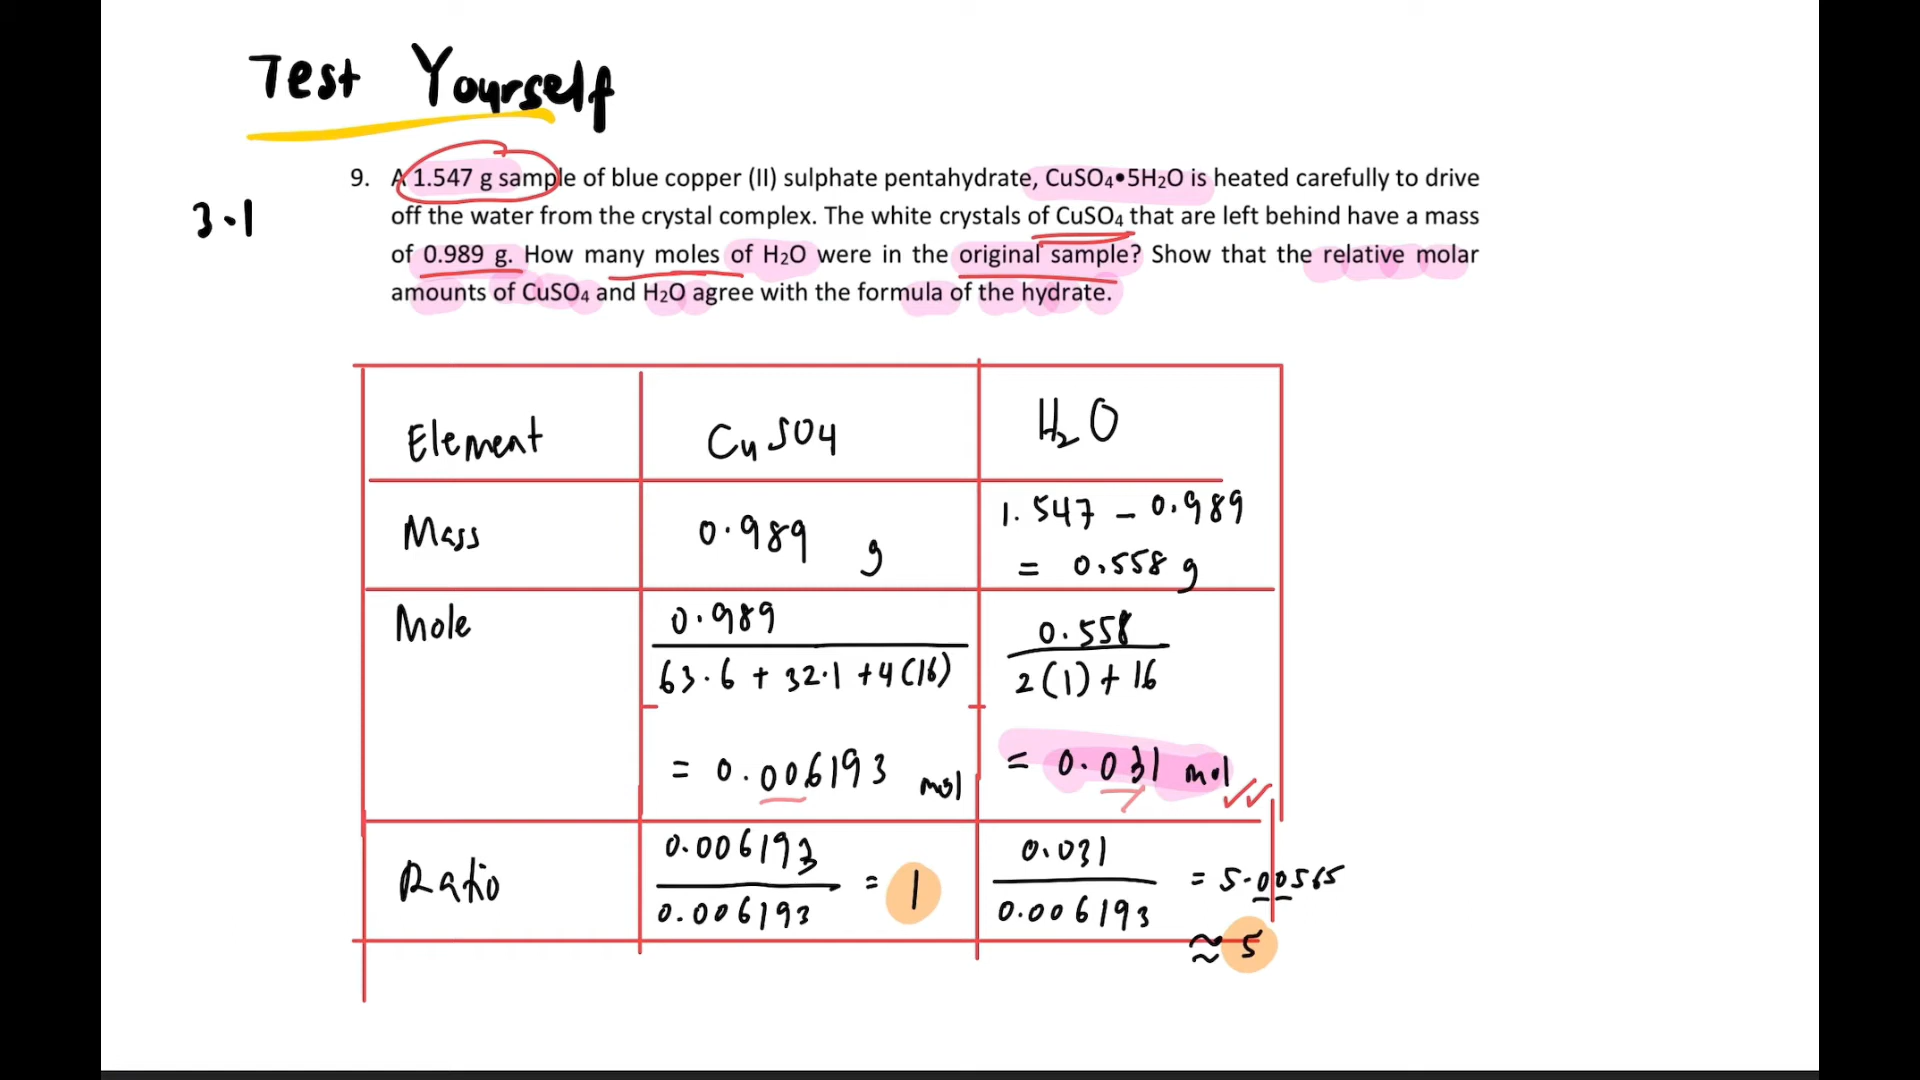 Test Yourself
3.1
9. A 1.547 g sample of blue copper (II) sulphate pentahydrate, CuSO₄•5H₂O is heated carefully to drive
off the water from the crystal complex. The white crystals of CuSO₄ that are left behind have a mass
of 0.989 g. How many moles of H₂O were in the original sample? Show that the relative molar
amounts of CuSO₄ and H₂O agree with the formula of the hydrate.
Element CuSO4 H₂O
Mass 0.989 g 1.547 - 0.989
= 0.558 g
Mole 0.989 0.558
63.6 + 32.1 + 4(16) 2(1) + 16
= 0.006193 mol = 0.031 mol
Ratio 0.006193 = 1 0.031 = 5.00565
0.006193 0.006193
≈ 5